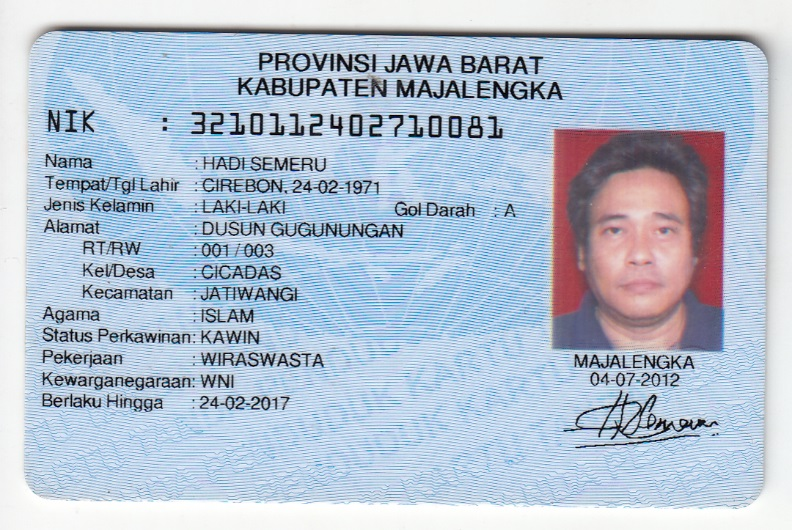 PROVINSI JAWA BARAT
KABUPATEN MAJALENGKA
NIK : 3210112402710081
Nama : HADI SEMERU
Tempat/Tgl Lahir : CIREBON, 24-02-1971
Jenis Kelamin : LAKI-LAKI Gol Darah : A
Alamat : DUSUN GUGUNUNGAN
RT/RW : 001 / 003
Kel/Desa : CICADAS
Kecamatan : JATIWANGI
Agama : ISLAM
Status Perkawinan: KAWIN
Pekerjaan : WIRASWASTA
Kewarganegaraan: WNI
Berlaku Hingga : 24-02-2017
MAJALENGKA
04-07-2012